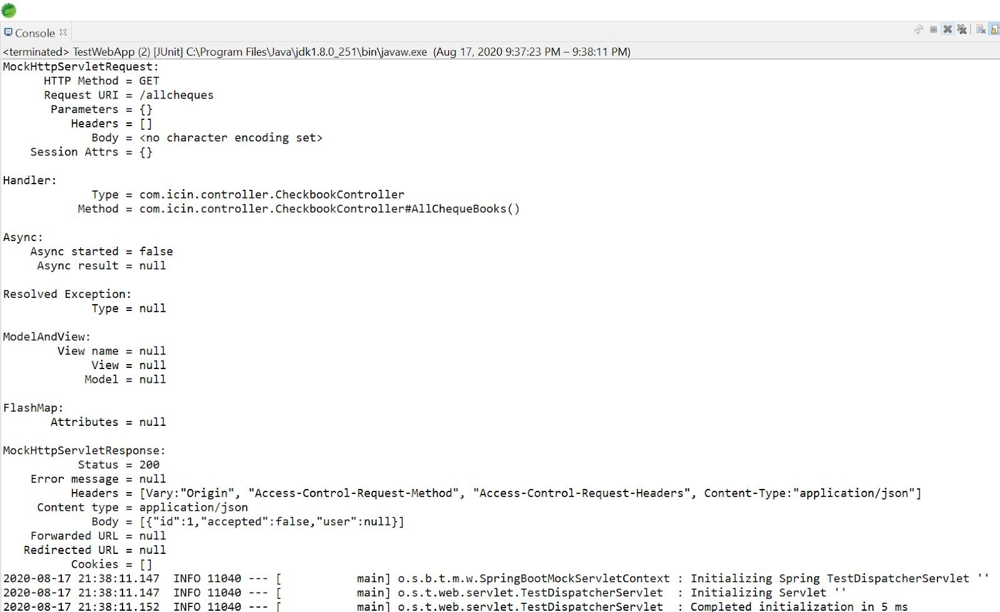 Console
<terminated> TestWebApp (2) [JUnit] C:\Program Files\Java\jdk1.8.0_251\bin\javaw.exe (Aug 17, 2020 9:37:23 PM – 9:38:11 PM)
MockHttpServletRequest:
      HTTP Method = GET
      Request URI = /allcheques
       Parameters = {}
          Headers = []
             Body = <no character encoding set>
    Session Attrs = {}

Handler:
             Type = com.icin.controller.CheckbookController
           Method = com.icin.controller.CheckbookController#AllChequeBooks()

Async:
    Async started = false
     Async result = null

Resolved Exception:
             Type = null

ModelAndView:
        View name = null
             View = null
            Model = null

FlashMap:
       Attributes = null

MockHttpServletResponse:
           Status = 200
    Error message = null
          Headers = [Vary:"Origin", "Access-Control-Request-Method", "Access-Control-Request-Headers", Content-Type:"application/json"]
     Content type = application/json
             Body = [{"id":1,"accepted":false,"user":null}]
    Forwarded URL = null
   Redirected URL = null
          Cookies = []
2020-08-17 21:38:11.147  INFO 11040 --- [           main] o.s.b.t.m.w.SpringBootMockServletContext : Initializing Spring TestDispatcherServlet ''
2020-08-17 21:38:11.147  INFO 11040 --- [           main] o.s.t.web.servlet.TestDispatcherServlet  : Initializing Servlet ''
2020-08-17 21:38:11.152  INFO 11040 --- [           main] o.s.t.web.servlet.TestDispatcherServlet  : Completed initialization in 5 ms